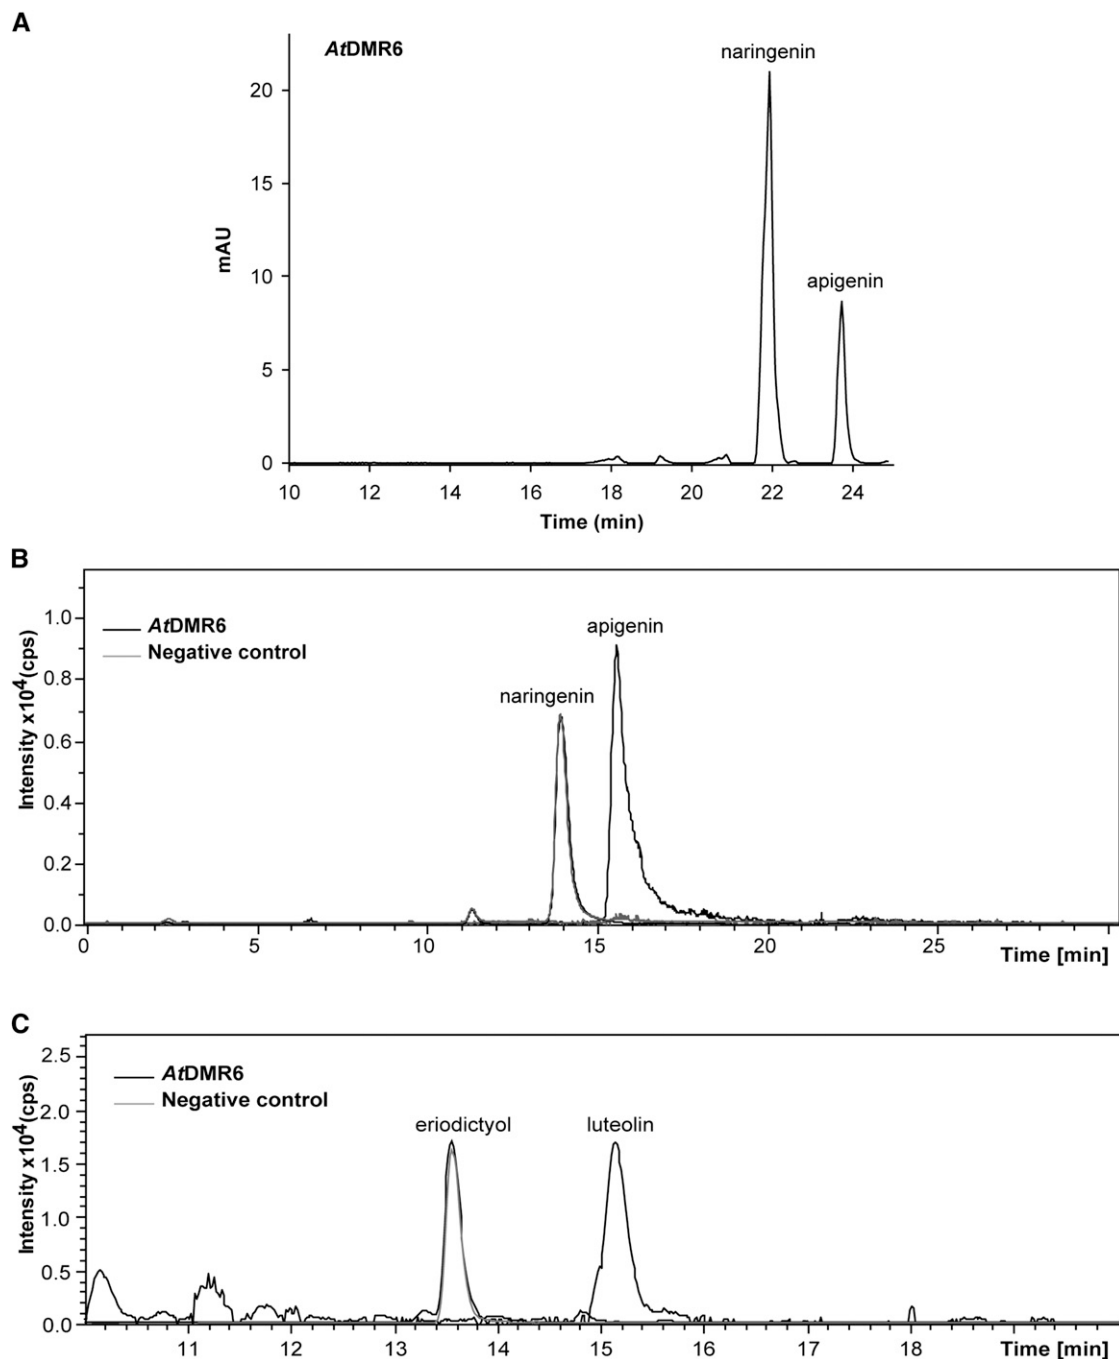 A
AtDMR6
naringenin
apigenin
mAU
20
15
10
5
0
10 12 14 16 18 20 22 24
Time (min)
B
AtDMR6
Negative control
naringenin
apigenin
Intensity x10⁴(cps)
1.0
0.8
0.6
0.4
0.2
0.0
0 5 10 15 20 25
Time [min]
C
AtDMR6
Negative control
eriodictyol
luteolin
Intensity x10⁴(cps)
2.5
2.0
1.5
1.0
0.5
0.0
11 12 13 14 15 16 17 18 Time [min]